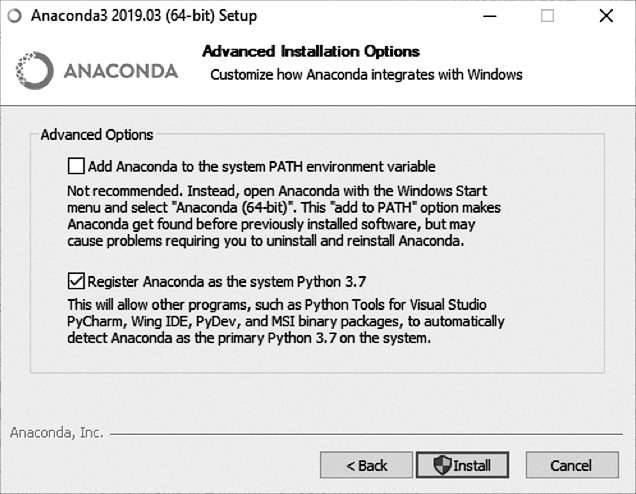 Anaconda3 2019.03 (64-bit) Setup
Advanced Installation Options
Customize how Anaconda integrates with Windows
ANACONDA
Advanced Options
Add Anaconda to the system PATH environment variable
Not recommended. Instead, open Anaconda with the Windows Start
menu and select "Anaconda (64-bit)". This "add to PATH" option makes
Anaconda get found before previously installed software, but may
cause problems requiring you to uninstall and reinstall Anaconda.
Register Anaconda as the system Python 3.7
This will allow other programs, such as Python Tools for Visual Studio
PyCharm, Wing IDE, PyDev, and MSI binary packages, to automatically
detect Anaconda as the primary Python 3.7 on the system.
Anaconda, Inc.
< Back
Install
Cancel